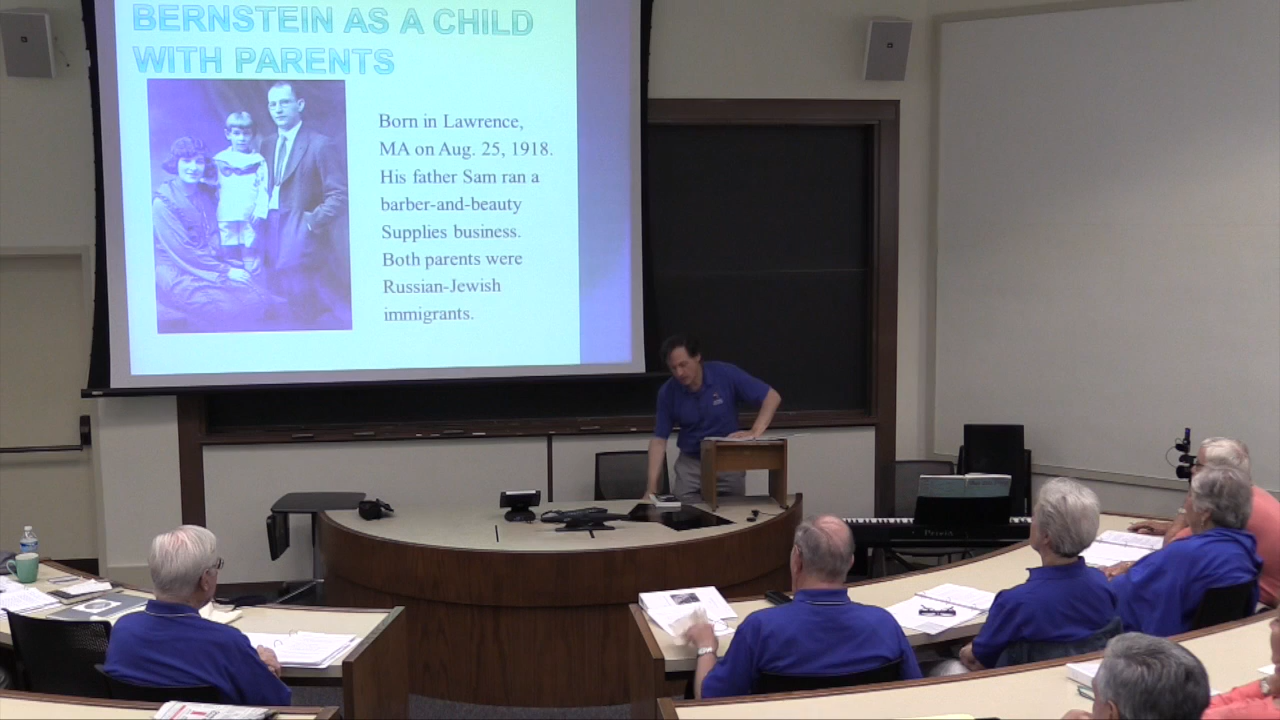 BERNSTEIN AS A CHILD
WITH PARENTS
Born in Lawrence,
MA on Aug. 25, 1918.
His father Sam ran a
barber-and-beauty
Supplies business.
Both parents were
Russian-Jewish
immigrants.